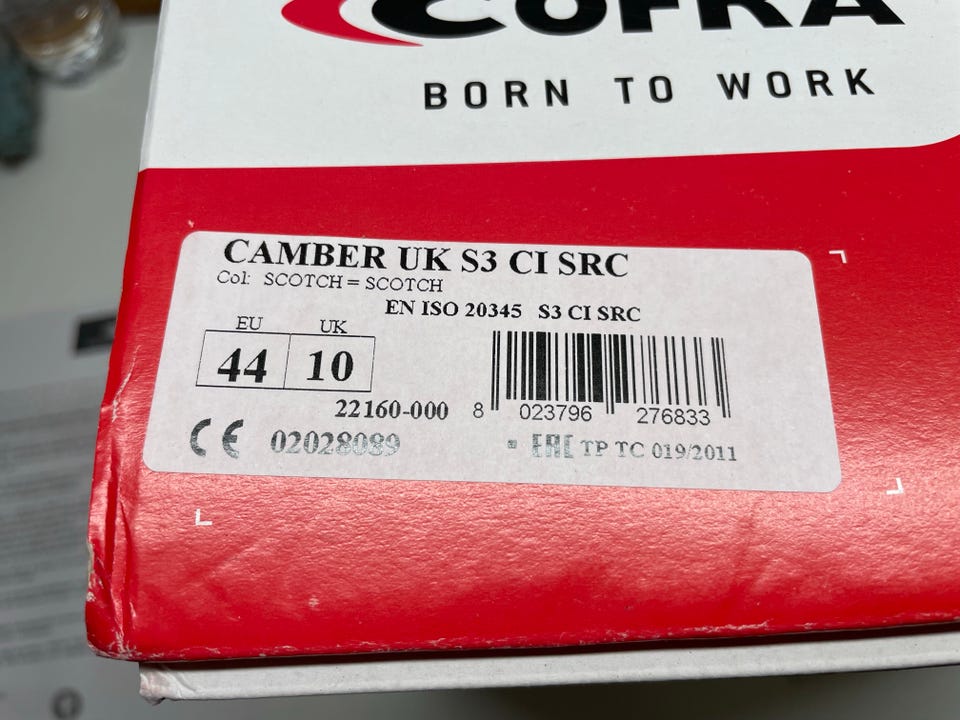 COFRA
BORN TO WORK
CAMBER UK S3 CI SRC
Col: SCOTCH = SCOTCH
EN ISO 20345 S3 CI SRC
EU UK
44 10
22160-000
8 023796 276833
CE 02028089 EAC TP TC 019/2011